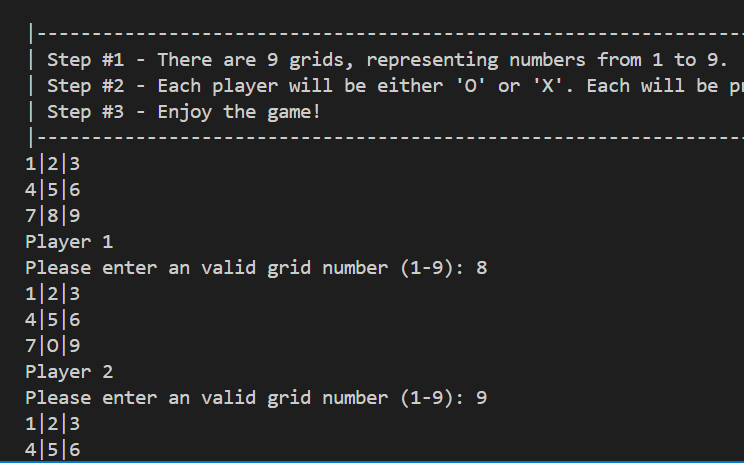 |-----------------------------------------------------------------
| Step #1 - There are 9 grids, representing numbers from 1 to 9.
| Step #2 - Each player will be either 'O' or 'X'. Each will be
| Step #3 - Enjoy the game!
|-----------------------------------------------------------------
1|2|3
4|5|6
7|8|9
Player 1
Please enter an valid grid number (1-9): 8
1|2|3
4|5|6
7|O|9
Player 2
Please enter an valid grid number (1-9): 9
1|2|3
4|5|6